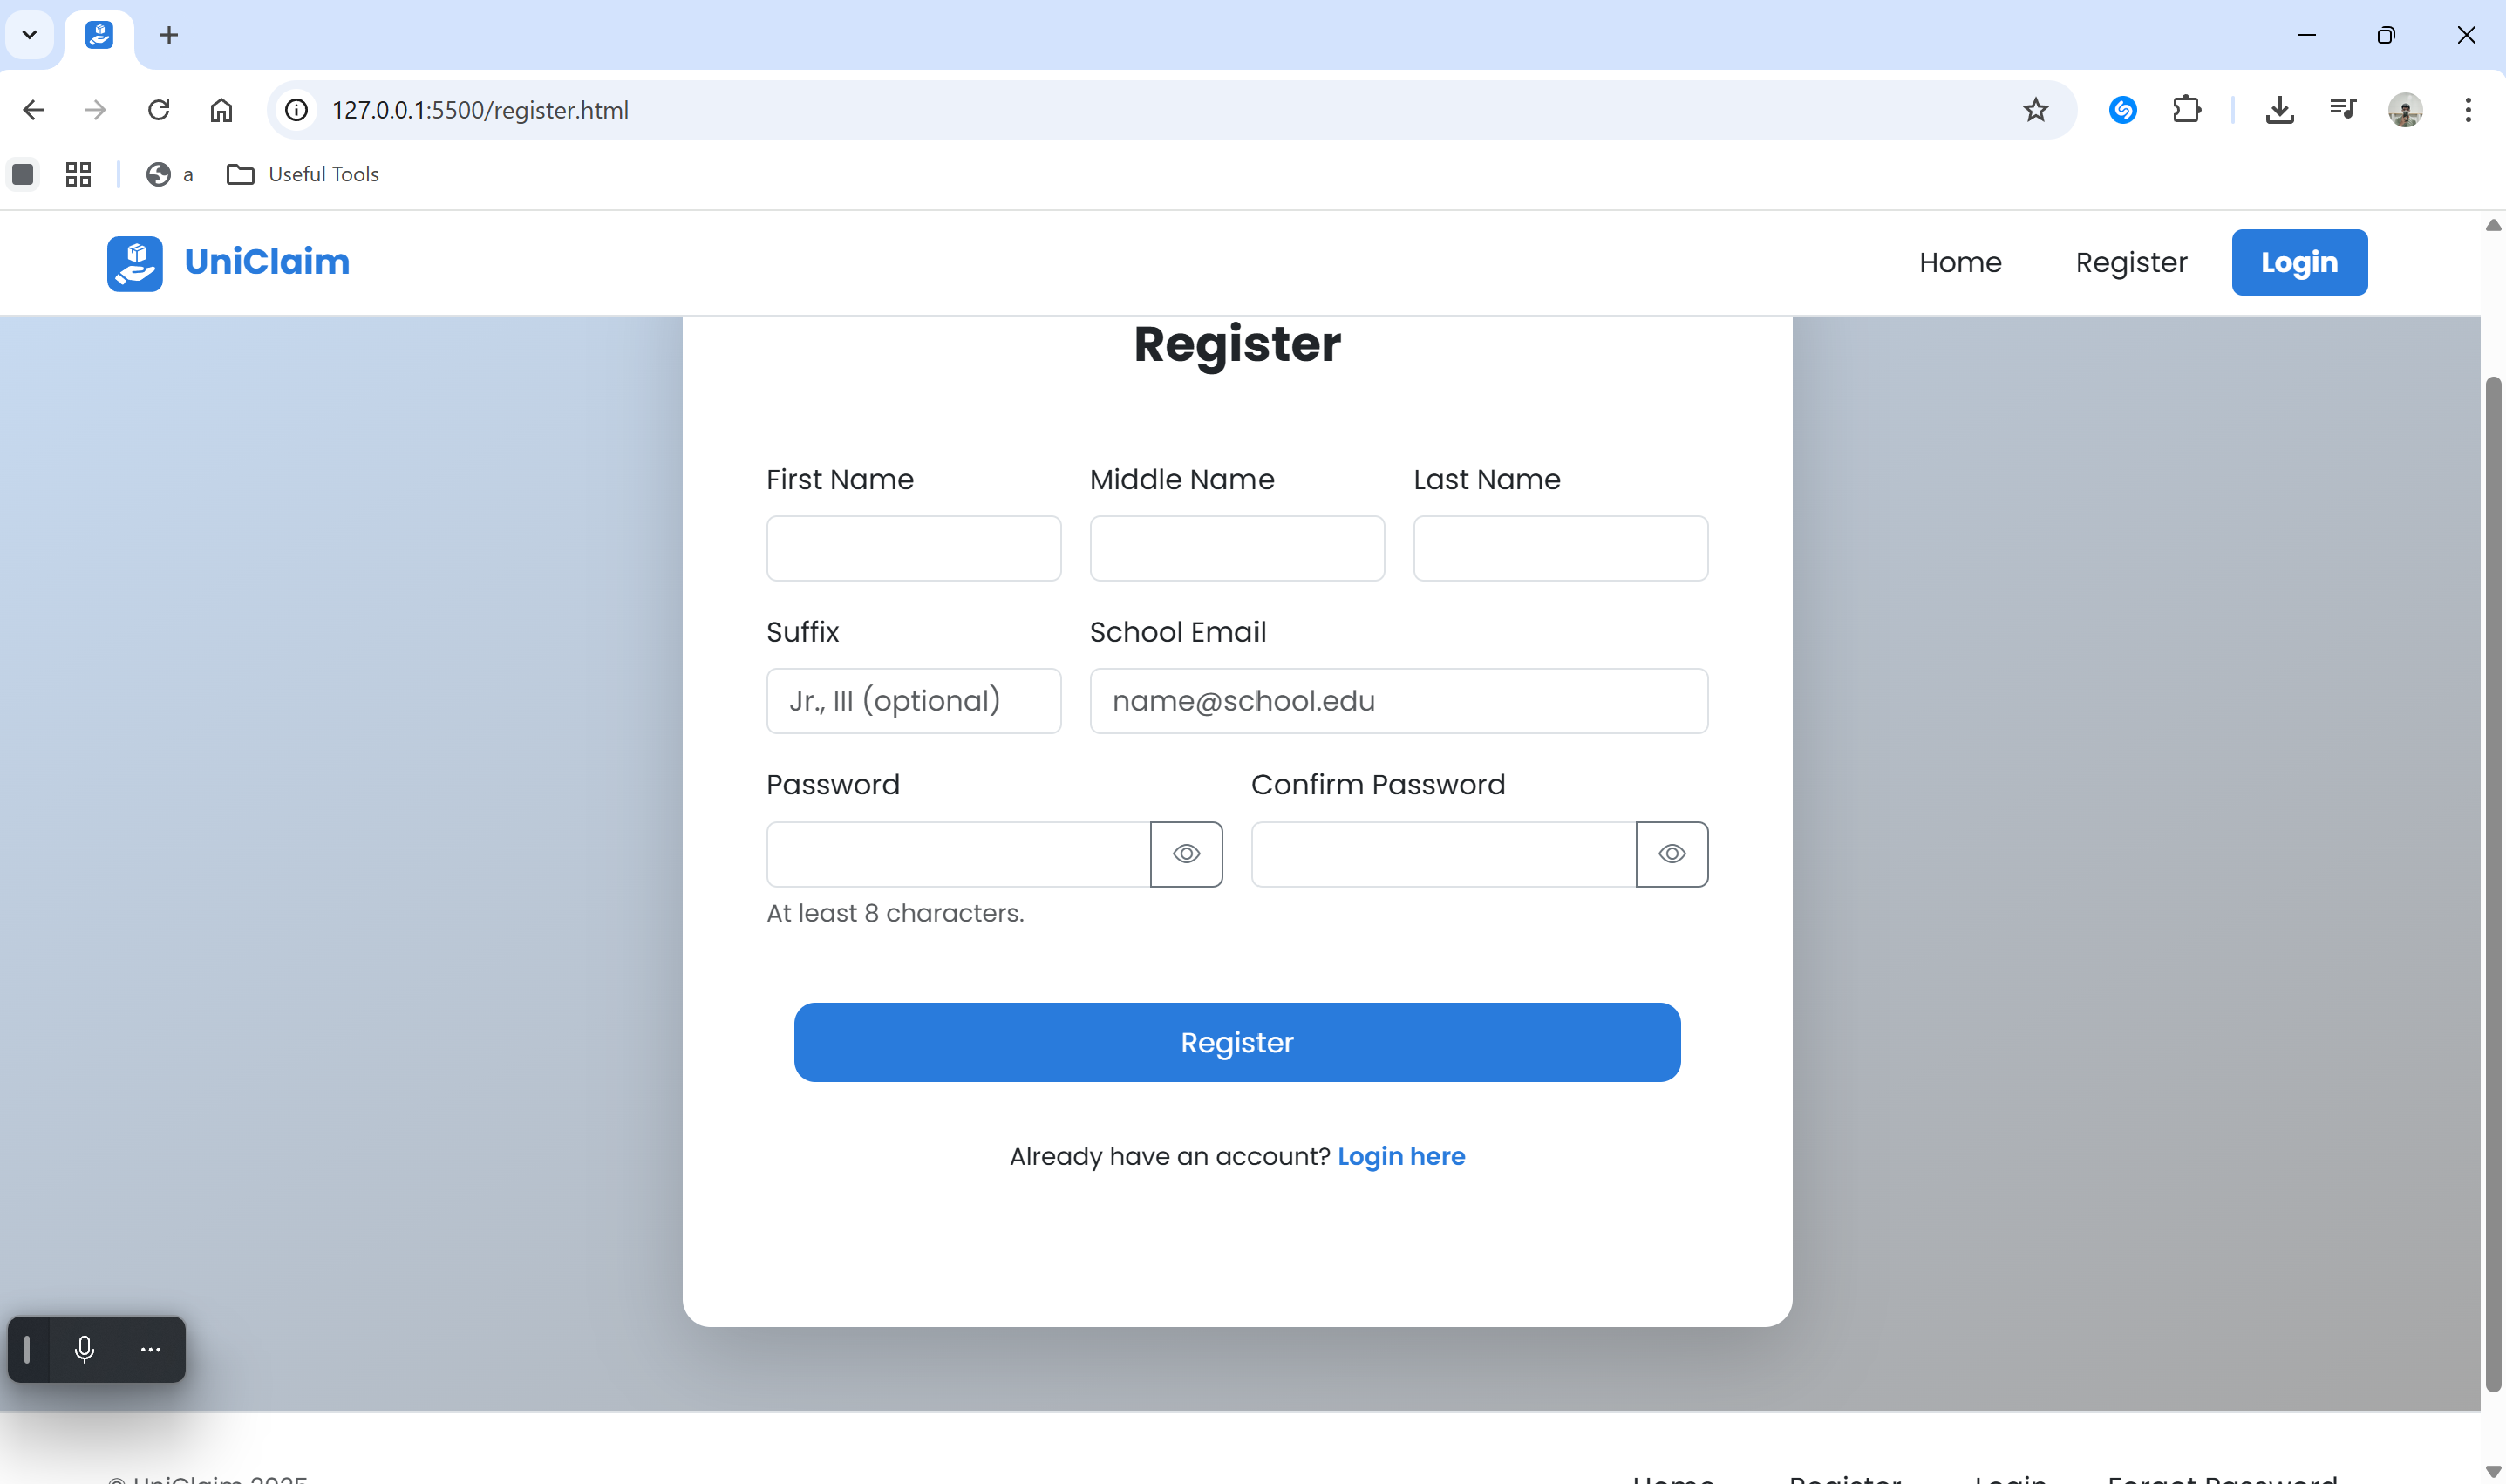 127.0.0.1:5500/register.html
a Useful Tools
UniClaim Home Register Login
Register
First Name Middle Name Last Name
Suffix School Email
Jr., III (optional) name@school.edu
Password Confirm Password
At least 8 characters.
Register
Already have an account? Login here
© UniClaim 2025 Home Register Login Forgot Password